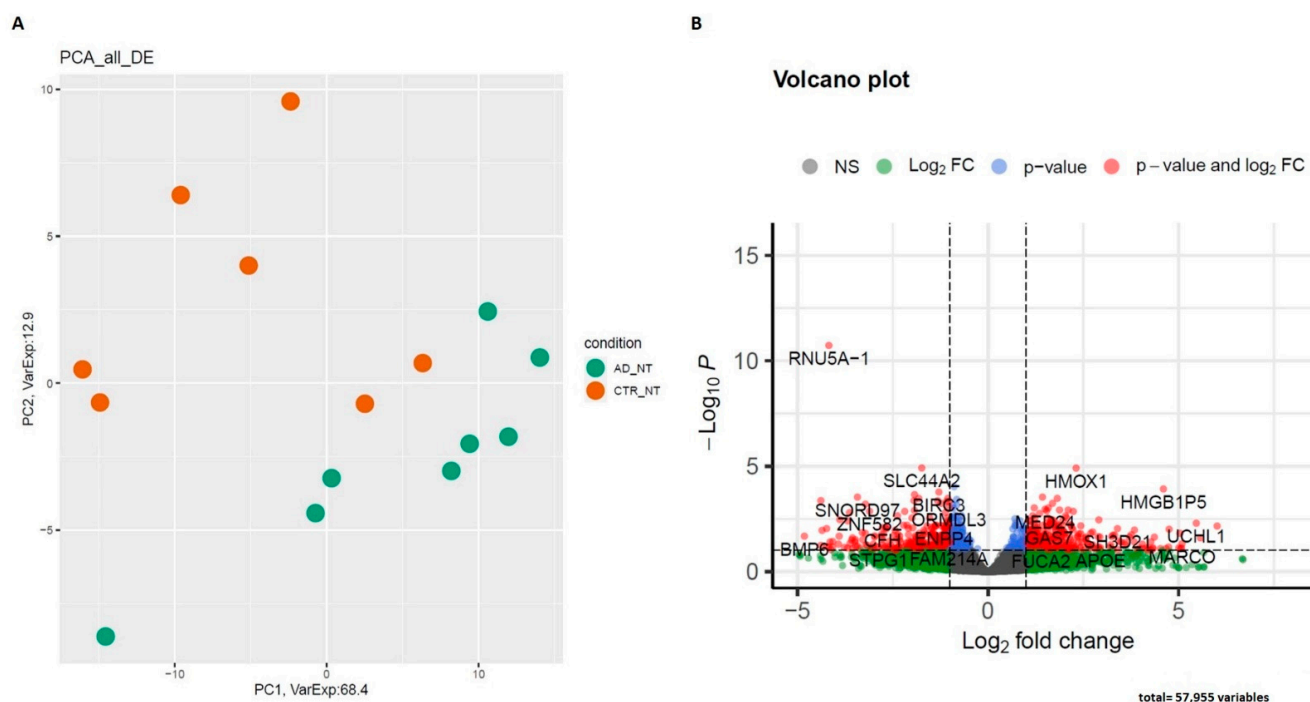 A
PCA_all_DE
10
5
0
−5
PC2, VarExp:12.9
−10
0
10
PC1, VarExp:68.4
condition
AD_NT
CTR_NT
B
Volcano plot
NS
Log2 FC
p−value
p − value and log2 FC
15
10
5
0
−Log10 P
RNU5A−1
SLC44A2
HMOX1
HMGB1P5
SNORD97
BIRC3
ZNF582
ORMDL3
MED24
CFH
ENPP4
GAS7
SH3D21
UCHL1
BMP6
STPG1
FAM214A
FUCA2
APOE
MARCO
−5
0
5
Log2 fold change
total= 57,955 variables